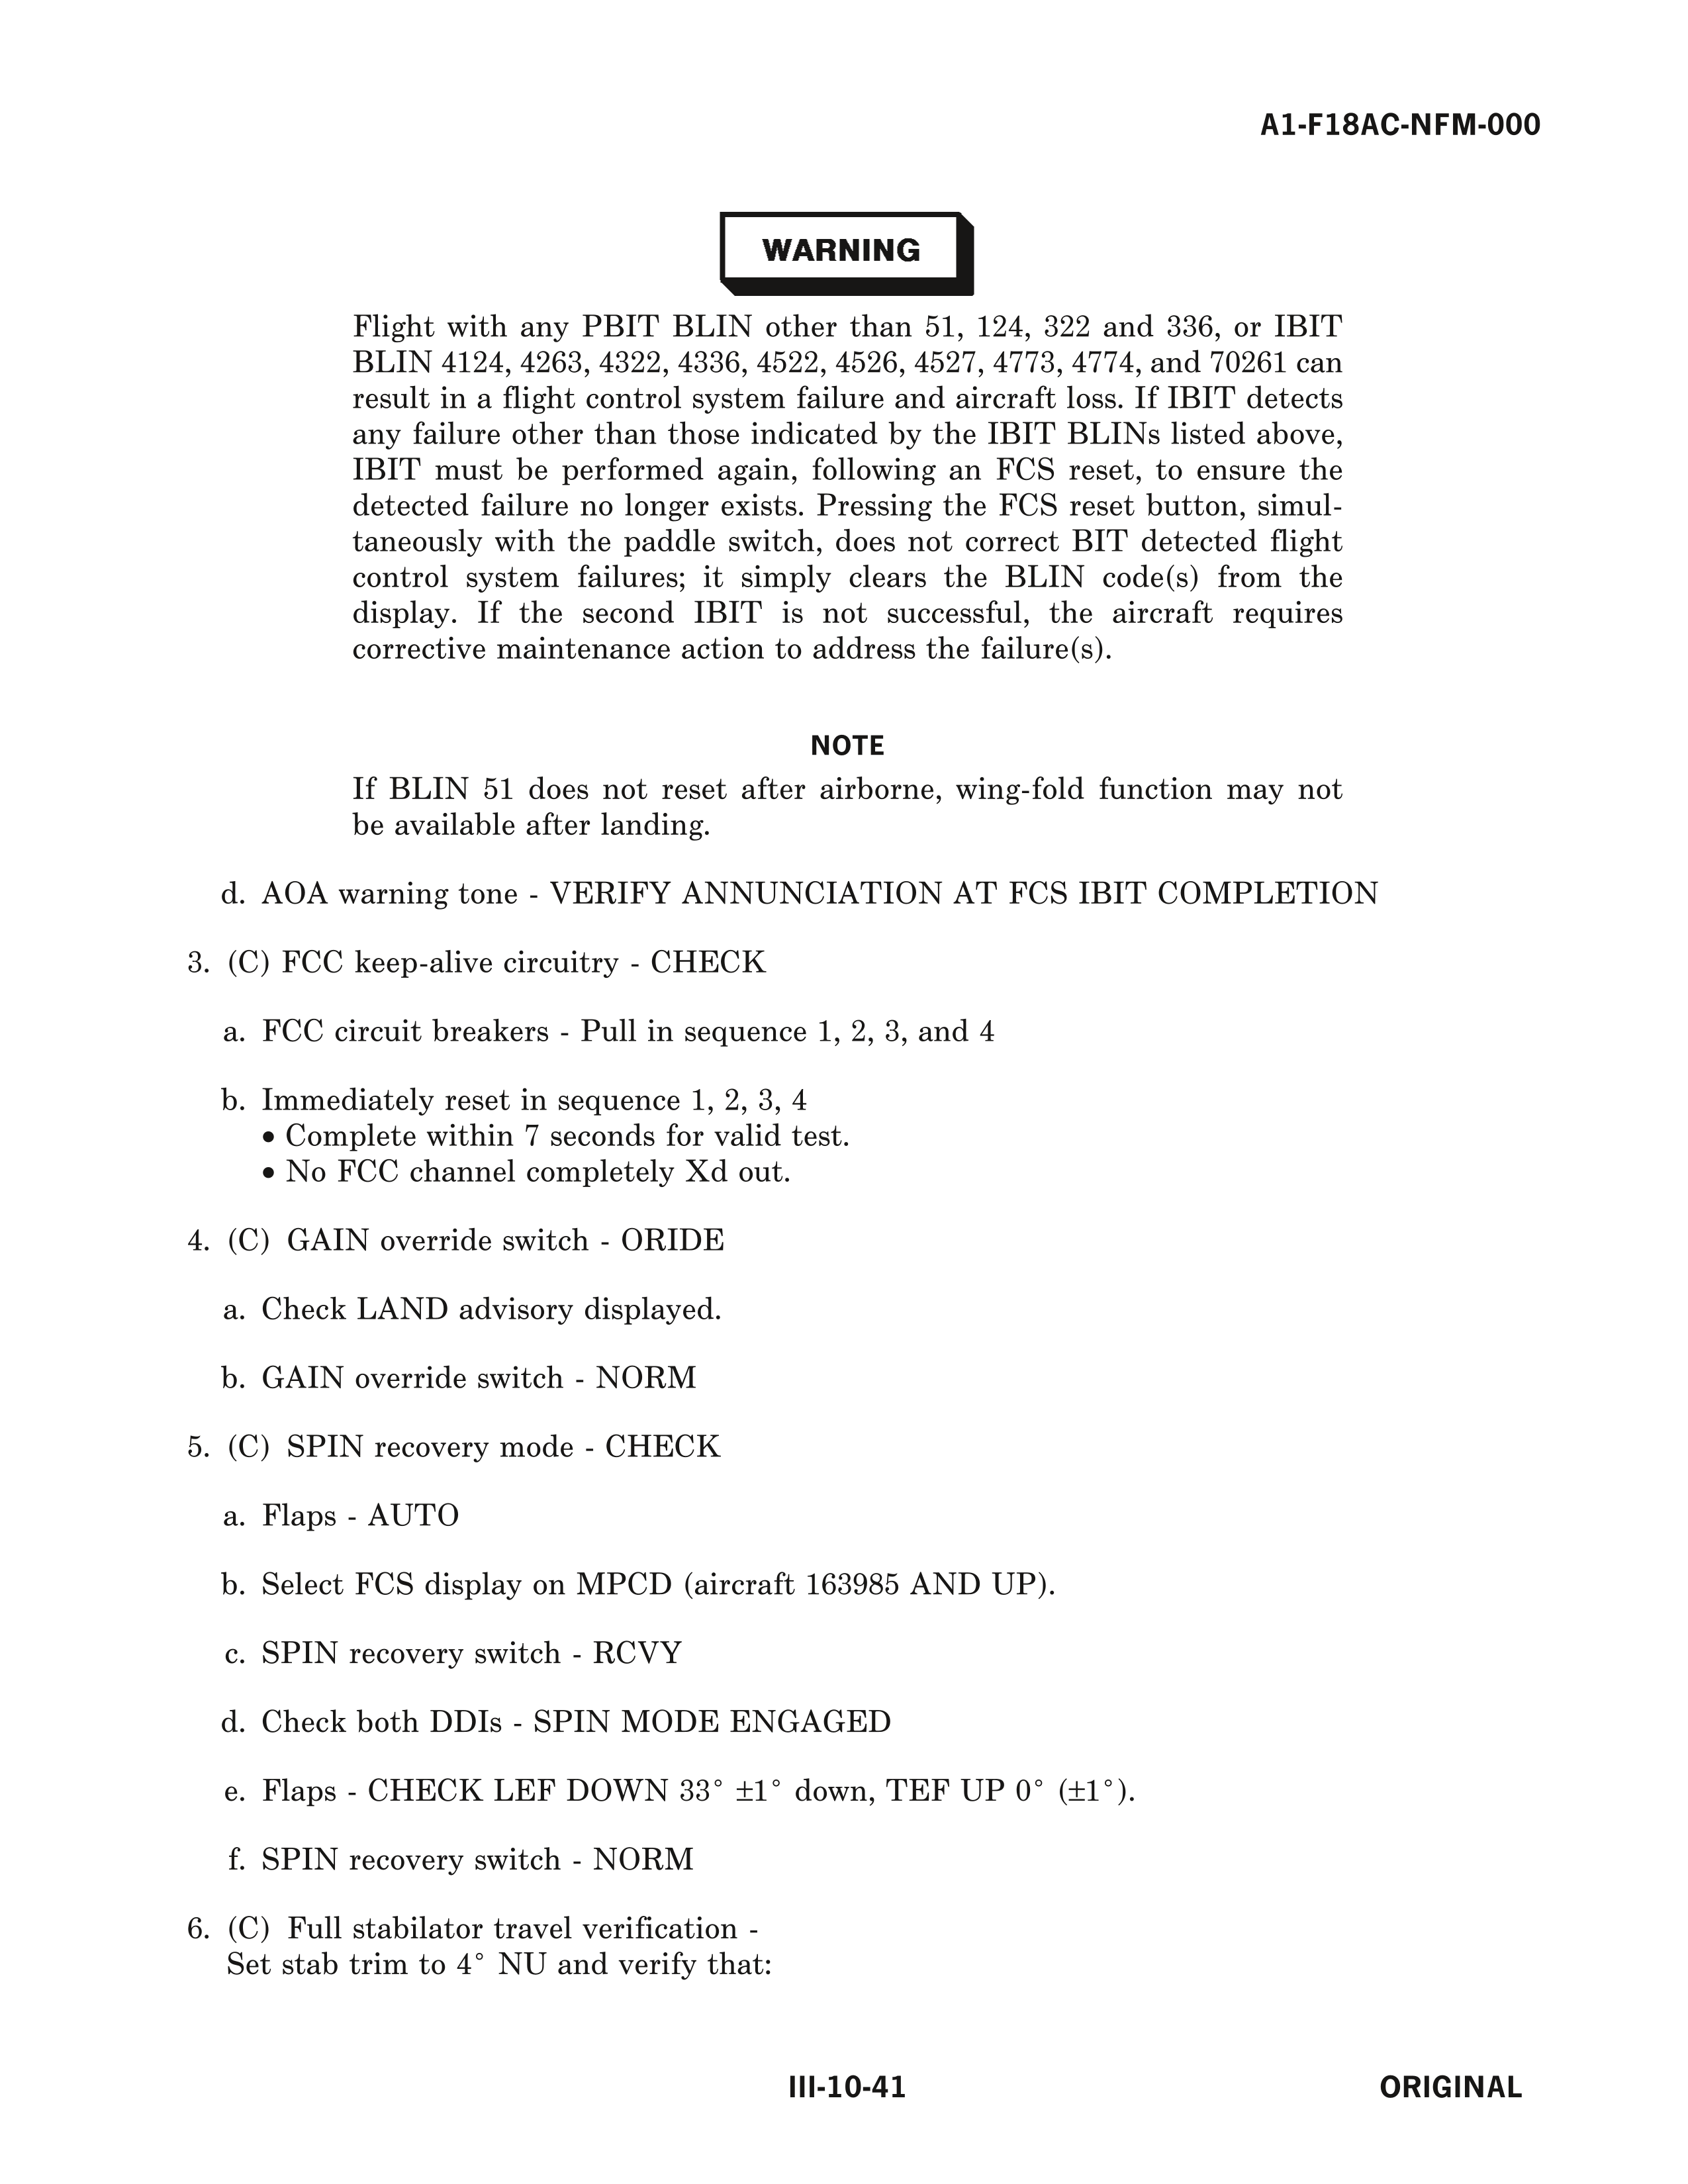 A1-F18AC-NFM-000
WARNING
Flight with any PBIT BLIN other than 51, 124, 322 and 336, or IBIT
BLIN 4124, 4263, 4322, 4336, 4522, 4526, 4527, 4773, 4774, and 70261 can
result in a flight control system failure and aircraft loss. If IBIT detects
any failure other than those indicated by the IBIT BLINs listed above,
IBIT must be performed again, following an FCS reset, to ensure the
detected failure no longer exists. Pressing the FCS reset button, simul-
taneously with the paddle switch, does not correct BIT detected flight
control system failures; it simply clears the BLIN code(s) from the
display. If the second IBIT is not successful, the aircraft requires
corrective maintenance action to address the failure(s).
NOTE
If BLIN 51 does not reset after airborne, wing-fold function may not
be available after landing.
d. AOA warning tone - VERIFY ANNUNCIATION AT FCS IBIT COMPLETION
3. (C) FCC keep-alive circuitry - CHECK
a. FCC circuit breakers - Pull in sequence 1, 2, 3, and 4
b. Immediately reset in sequence 1, 2, 3, 4
• Complete within 7 seconds for valid test.
• No FCC channel completely Xd out.
4. (C) GAIN override switch - ORIDE
a. Check LAND advisory displayed.
b. GAIN override switch - NORM
5. (C) SPIN recovery mode - CHECK
a. Flaps - AUTO
b. Select FCS display on MPCD (aircraft 163985 AND UP).
c. SPIN recovery switch - RCVY
d. Check both DDIs - SPIN MODE ENGAGED
e. Flaps - CHECK LEF DOWN 33° ±1° down, TEF UP 0° (±1°).
f. SPIN recovery switch - NORM
6. (C) Full stabilator travel verification -
Set stab trim to 4° NU and verify that:
III-10-41
ORIGINAL